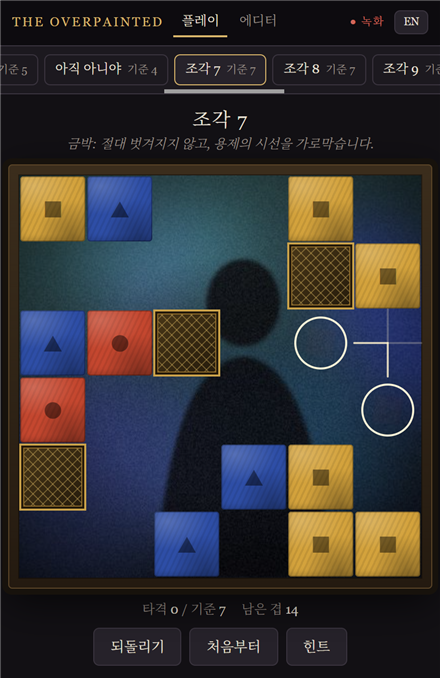 THE OVERPAINTED 플레이 에디터 녹화 EN
기준 5 아직 아니야 기준 4 조각 7 기준 7 조각 8 기준 7 조각 9 기준
조각 7
금박: 절대 벗겨지지 않고, 용제의 시선을 가로막습니다.
타격 0 / 기준 7 남은 겹 14
되돌리기 처음부터 힌트